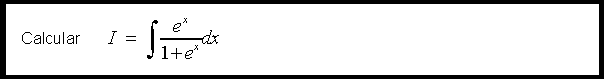 Calcular I = ∫ eˣ/(1+eˣ) dx